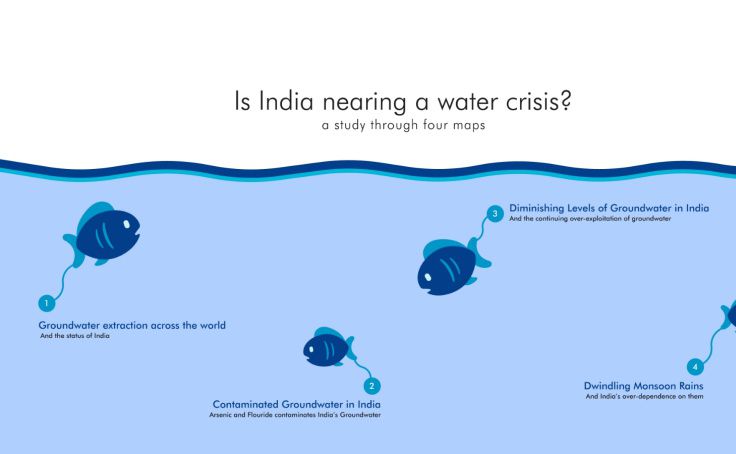 Is India nearing a water crisis?
a study through four maps
1
Groundwater extraction across the world
And the status of India
2
Contaminated Groundwater in India
Arsenic and Flouride contaminates India's Groundwater
3
Diminishing Levels of Groundwater in India
And the continuing over-exploitation of groundwater
4
Dwindling Monsoon Rains
And India's over-dependence on them